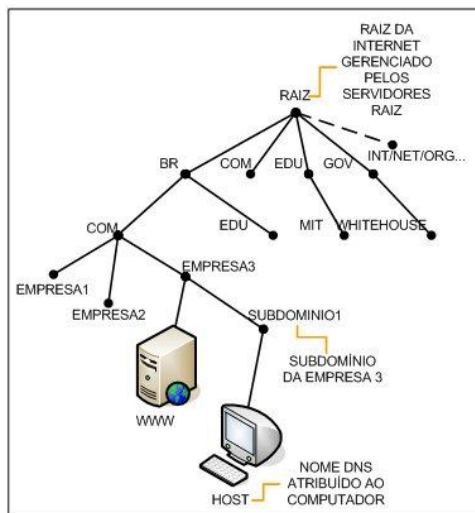 RAIZ DA
INTERNET
GERENCIADO
PELOS
SERVIDORES
RAIZ
RAIZ
INT/NET/ORG...
BR
COM
EDU
GOV
COM
EDU
MIT
WHITEHOUSE
EMPRESA1
EMPRESA2
EMPRESA3
SUBDOMINIO1
SUBDOMÍNIO
DA EMPRESA 3
WWW
NOME DNS
ATRIBUÍDO AO
COMPUTADOR
HOST